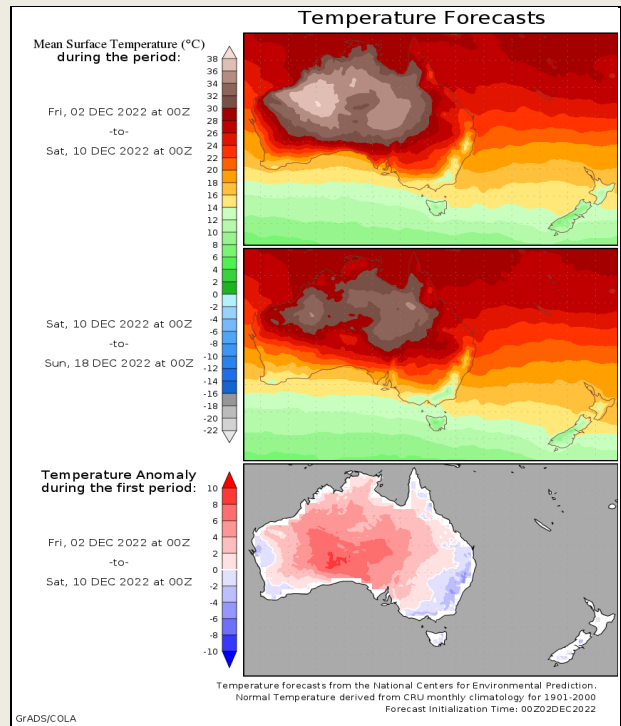 Temperature Forecasts
Mean Surface Temperature (°C)
during the period:
Fri, 02 DEC 2022 at 00Z
-to-
Sat, 10 DEC 2022 at 00Z
38
36
34
32
30
28
26
24
22
20
18
16
14
12
10
8
6
4
2
0
-2
-4
-6
-8
-10
-12
-14
-16
-18
-20
-22
Sat, 10 DEC 2022 at 00Z
-to-
Sun, 18 DEC 2022 at 00Z
Temperature Anomaly
during the first period:
Fri, 02 DEC 2022 at 00Z
-to-
Sat, 10 DEC 2022 at 00Z
10
8
6
4
2
0
-2
-4
-6
-8
-10
Temperature forecasts from the National Centers for Environmental Prediction.
Normal Temperature derived from CRU monthly climatology for 1901-2000
Forecast Initialization Time: 00Z02DEC2022
GrADS/COLA